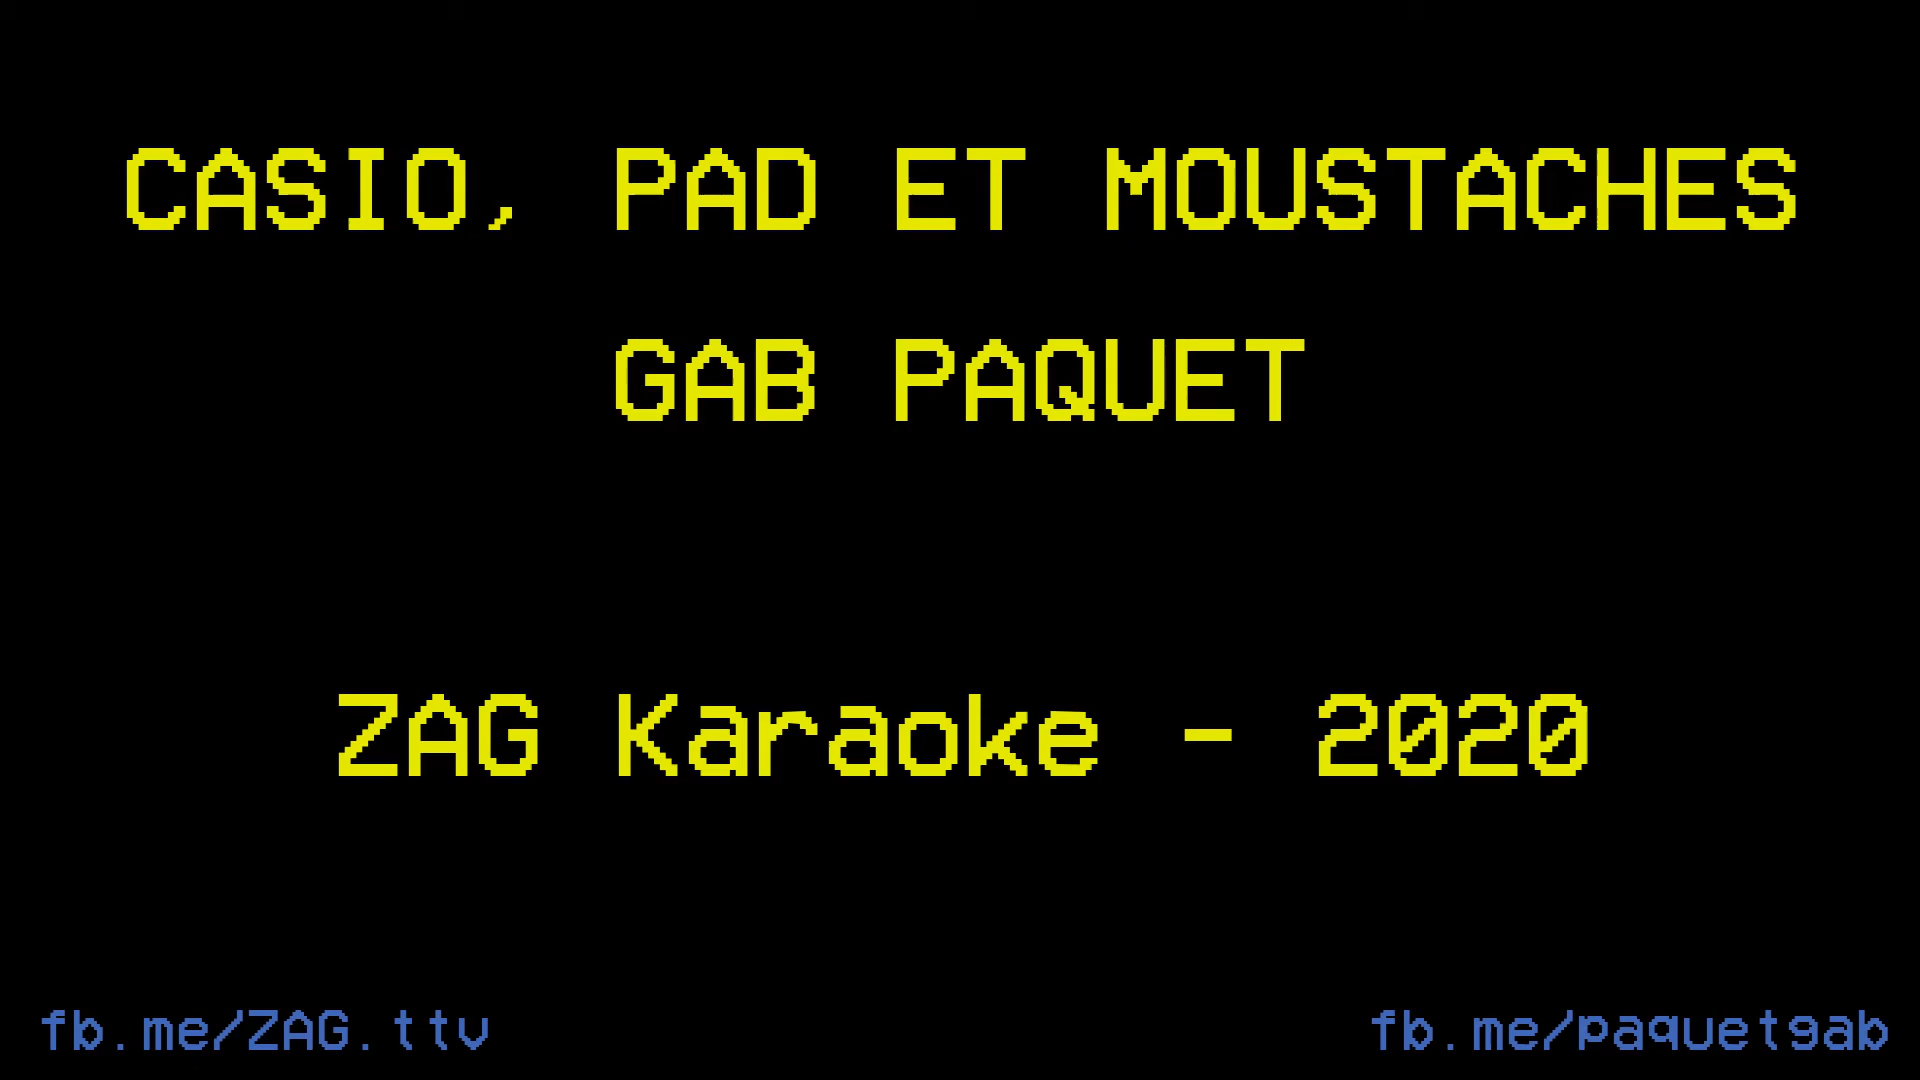 CASIO, PAD ET MOUSTACHES
GAB PAQUET
ZAG Karaoke - 2020
fb.me/ZAG.ttv
fb.me/paquetgab